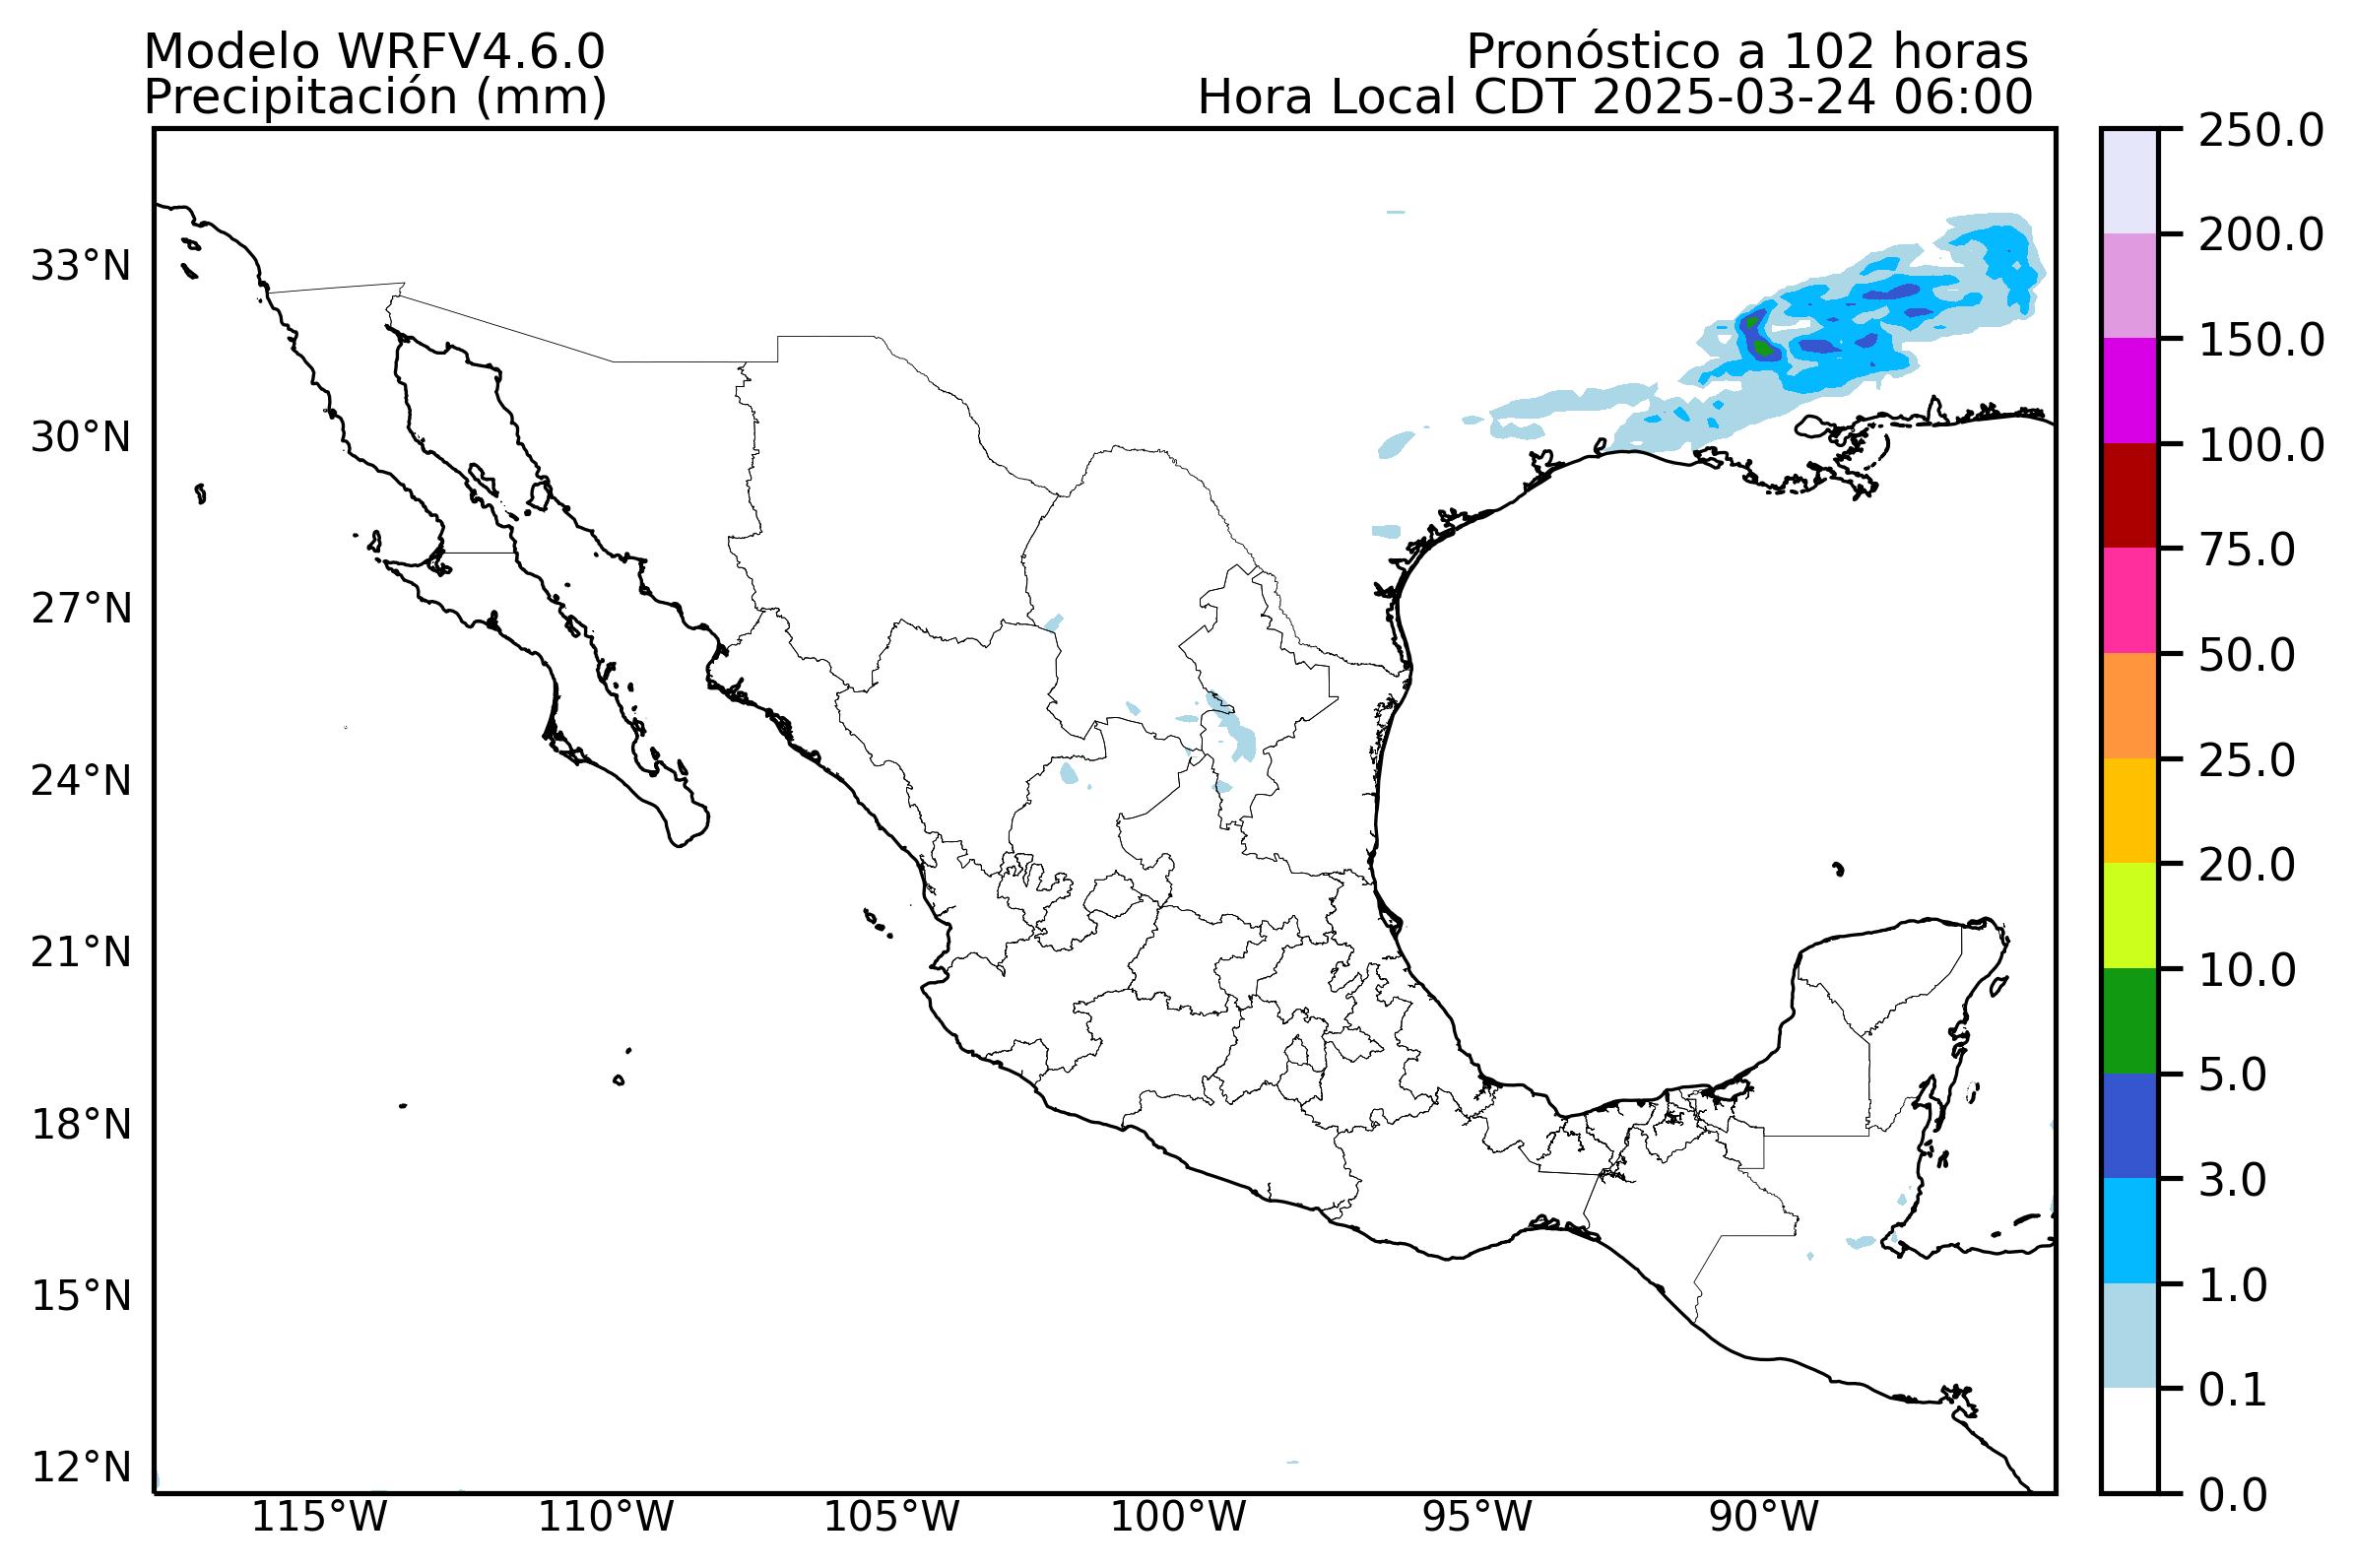 Modelo WRFV4.6.0
Precipitación (mm)
Pronóstico a 102 horas
Hora Local CDT 2025-03-24 06:00
33°N
30°N
27°N
24°N
21°N
18°N
15°N
12°N
115°W
110°W
105°W
100°W
95°W
90°W
250.0
200.0
150.0
100.0
75.0
50.0
25.0
20.0
10.0
5.0
3.0
1.0
0.1
0.0